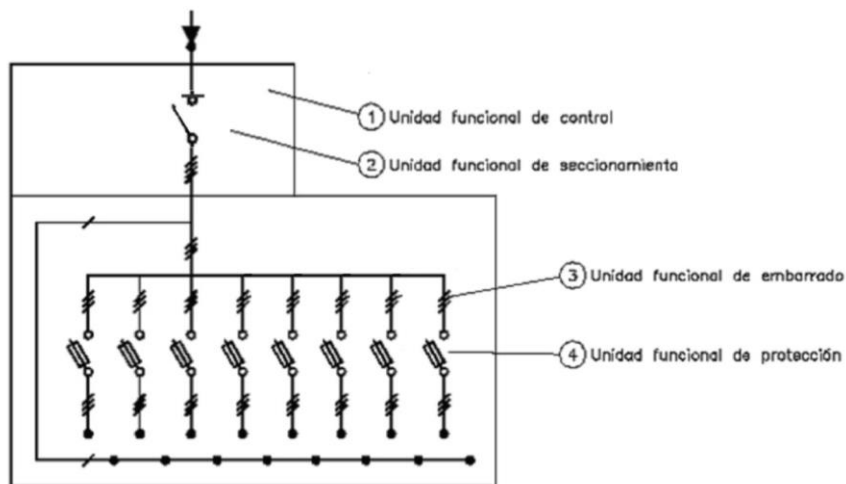 1 Unidad funcional de control
2 Unidad funcional de seccionamienta
3 Unidad funcional de embarrado
4 Unidad funcional de protección